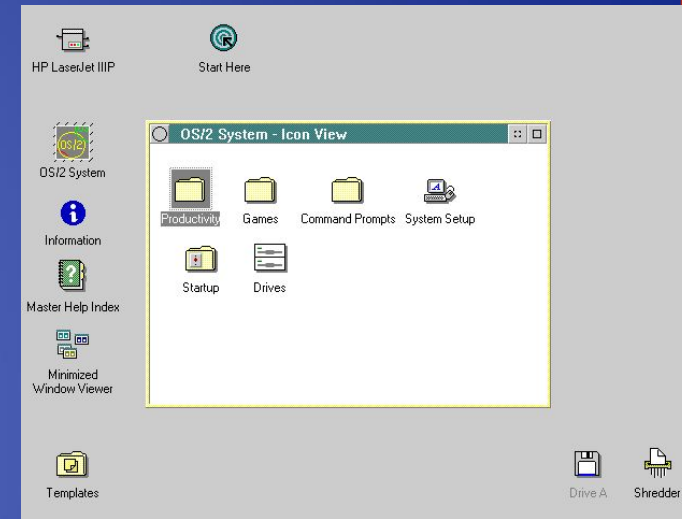 HP LaserJet IIIP
Start Here
OS/2
OS/2 System
OS/2 System - Icon View
Productivity
Games
Command Prompts
System Setup
Startup
Drives
Information
Master Help Index
Minimized
Window Viewer
Templates
Drive A
Shredder